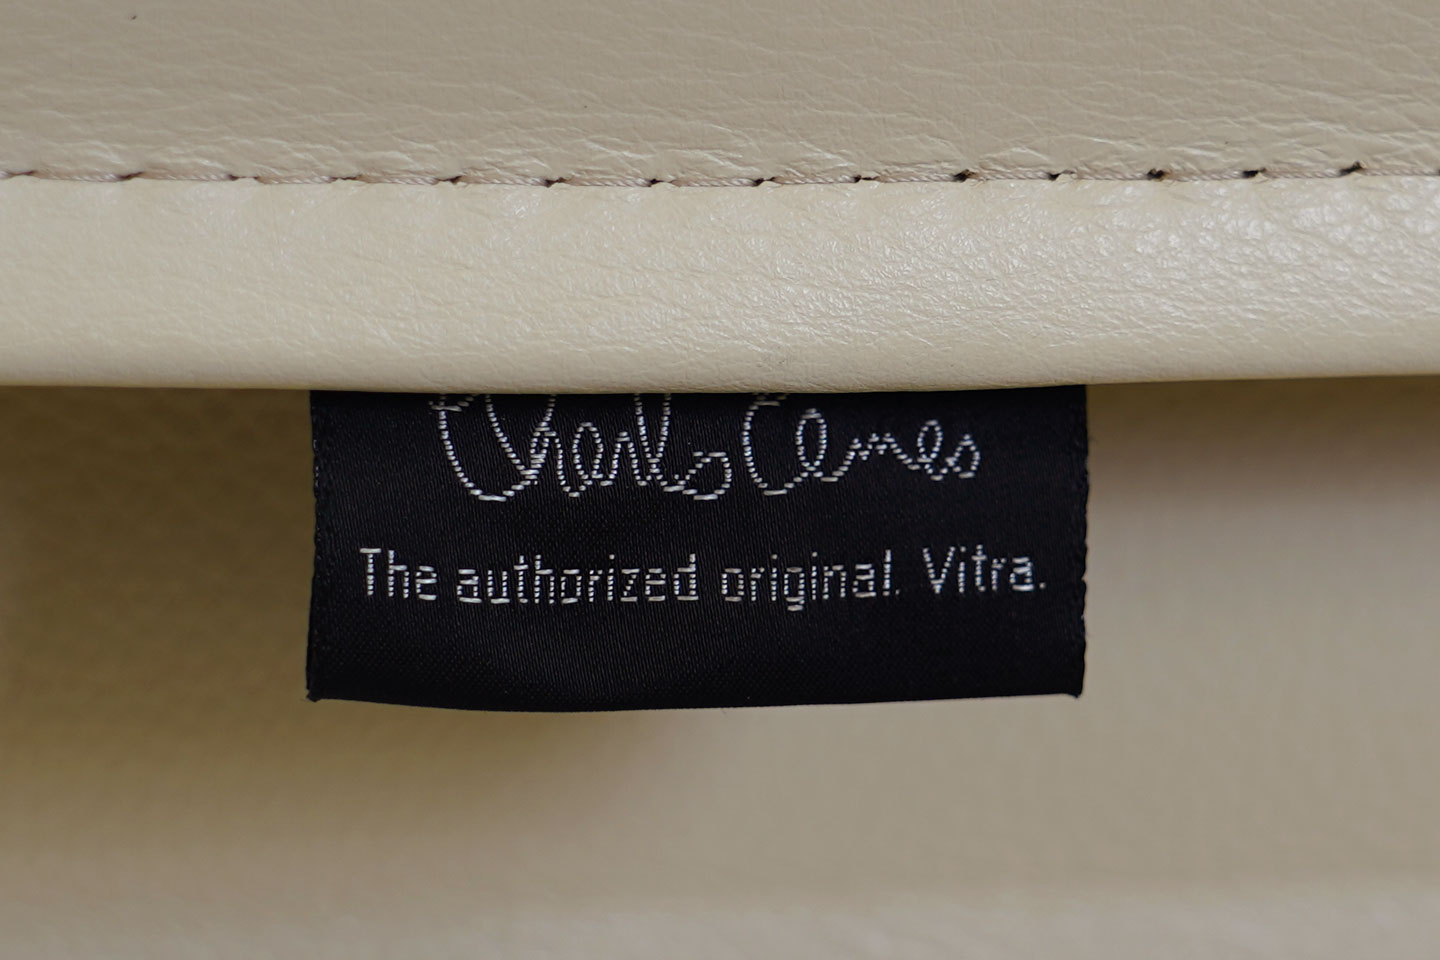 Charles Eames
The authorized original. Vitra.